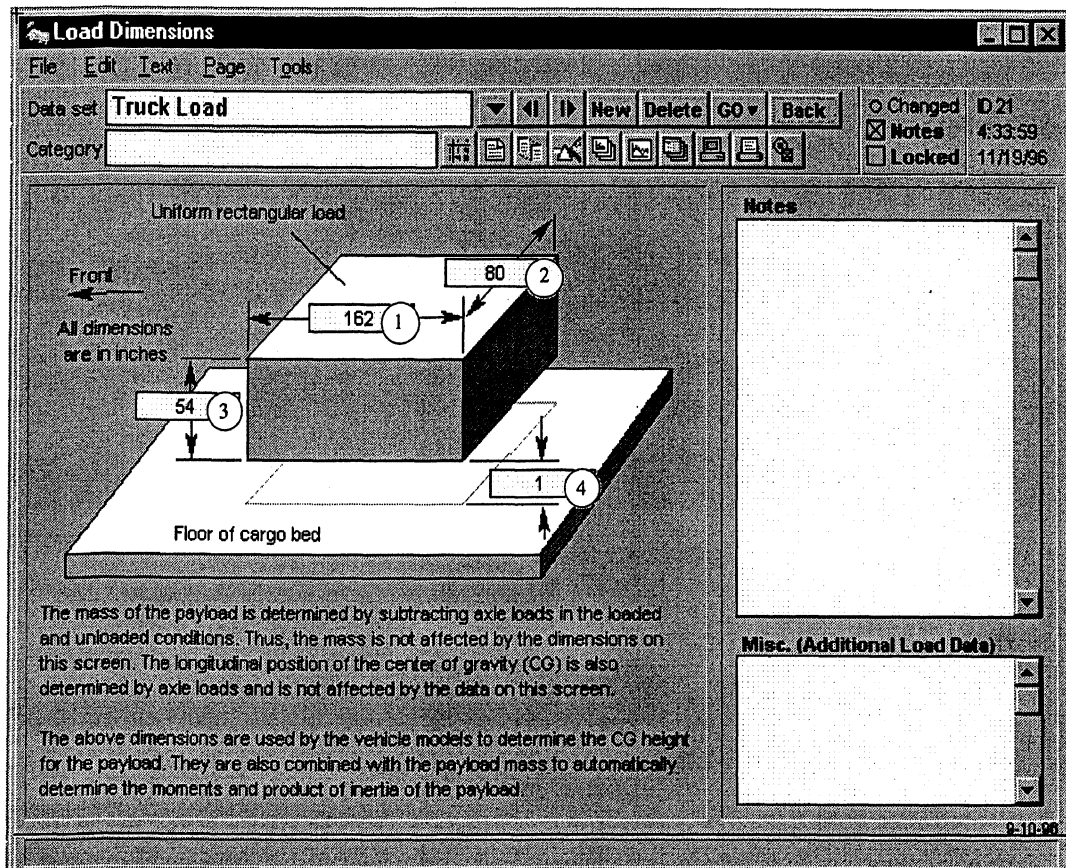 Load Dimensions
File Edit Text Page Tools
Data set Truck Load New Delete GO Back Changed ID 21
Notes 4:33:59
Category Locked 11/19/96
Uniform rectangular load
Notes
80 2
Front
162 1
All dimensions
are in inches
54 3
1 4
Floor of cargo bed
The mass of the payload is determined by subtracting axle loads in the loaded
and unloaded conditions. Thus, the mass is not affected by the dimensions on
this screen. The longitudinal position of the center of gravity (CG) is also
determined by axle loads and is not affected by the data on this screen.
Misc. (Additional Load Data)
The above dimensions are used by the vehicle models to determine the CG height
for the payload. They are also combined with the payload mass to automatically
determine the moments and product of inertia of the payload.
9-10-96